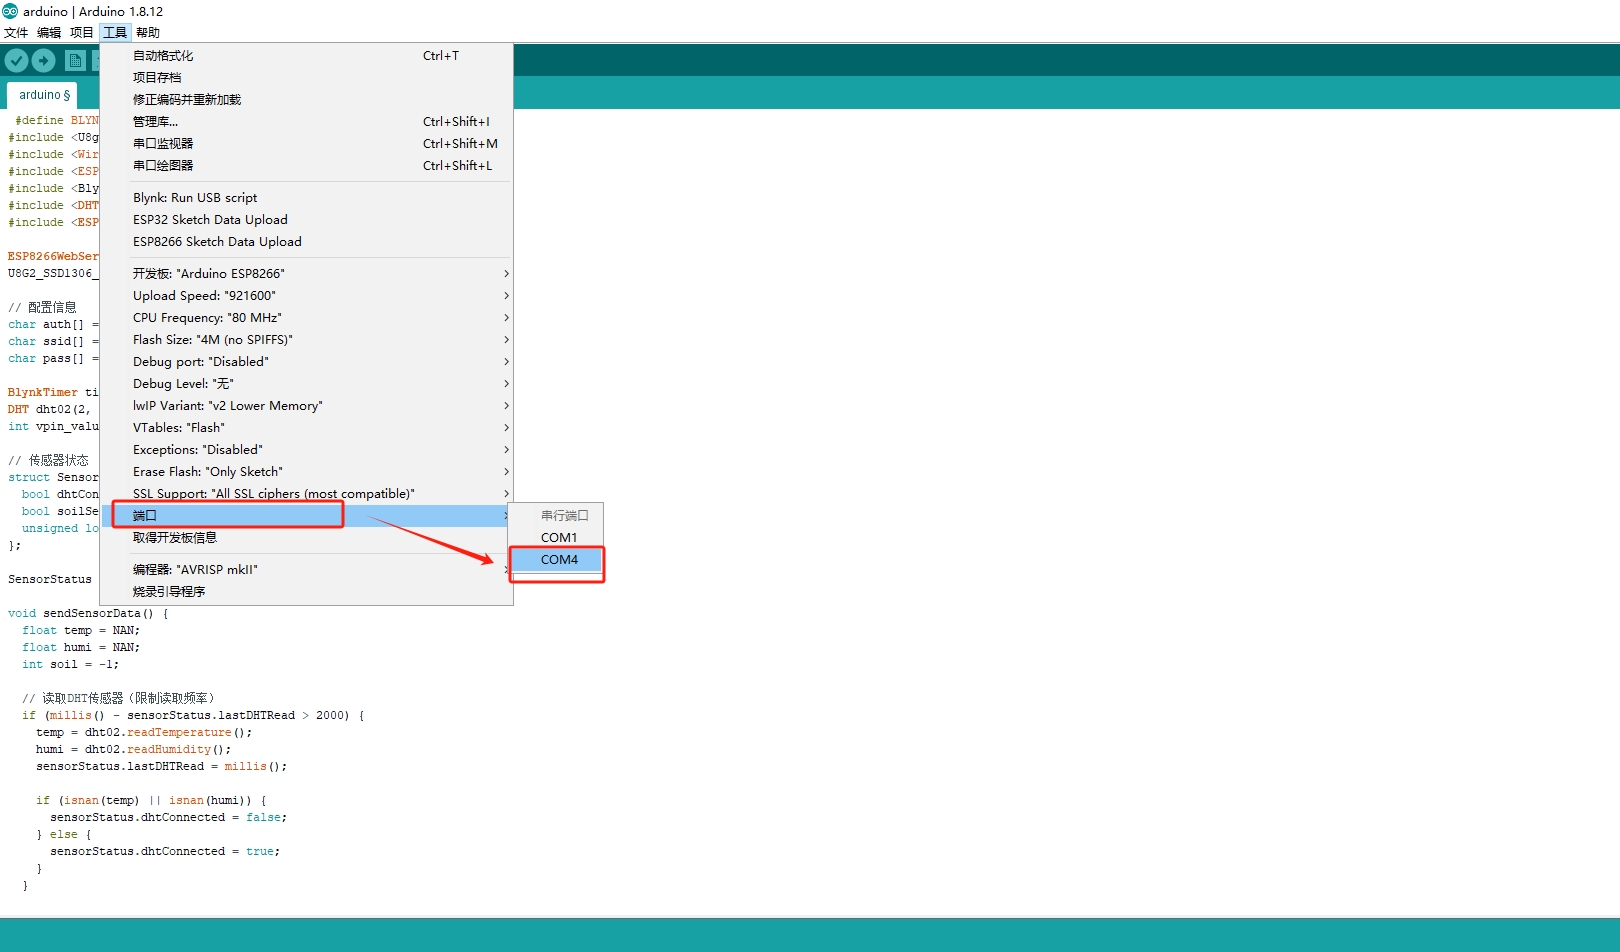 arduino | Arduino 1.8.12
文件 编辑 项目 工具 帮助
自动格式化 Ctrl+T
项目存档
修正编码并重新加载
管理库... Ctrl+Shift+I
串口监视器 Ctrl+Shift+M
串口绘图器 Ctrl+Shift+L
Blynk: Run USB script
ESP32 Sketch Data Upload
ESP8266 Sketch Data Upload
开发板: "Arduino ESP8266"
Upload Speed: "921600"
CPU Frequency: "80 MHz"
Flash Size: "4M (no SPIFFS)"
Debug port: "Disabled"
Debug Level: "无"
lwIP Variant: "v2 Lower Memory"
VTables: "Flash"
Exceptions: "Disabled"
Erase Flash: "Only Sketch"
SSL Support: "All SSL ciphers (most compatible)"
端口
取得开发板信息
编程器: "AVRISP mkII"
烧录引导程序
串行端口
COM1
COM4
arduino §
#define BLYN
#include <U8g
#include <Wir
#include <ESP
#include <Bly
#include <DHT
#include <ESP
ESP8266WebSer
U8G2_SSD1306_
// 配置信息
char auth[] =
char ssid[] =
char pass[] =
BlynkTimer ti
DHT dht02(2,
int vpin_valu
// 传感器状态
struct Sensor
bool dhtCon
bool soilSe
unsigned lo
};
SensorStatus
void sendSensorData() {
float temp = NAN;
float humi = NAN;
int soil = -1;
// 读取DHT传感器（限制读取频率）
if (millis() - sensorStatus.lastDHTRead > 2000) {
temp = dht02.readTemperature();
humi = dht02.readHumidity();
sensorStatus.lastDHTRead = millis();
if (isnan(temp) || isnan(humi)) {
sensorStatus.dhtConnected = false;
} else {
sensorStatus.dhtConnected = true;
}
}